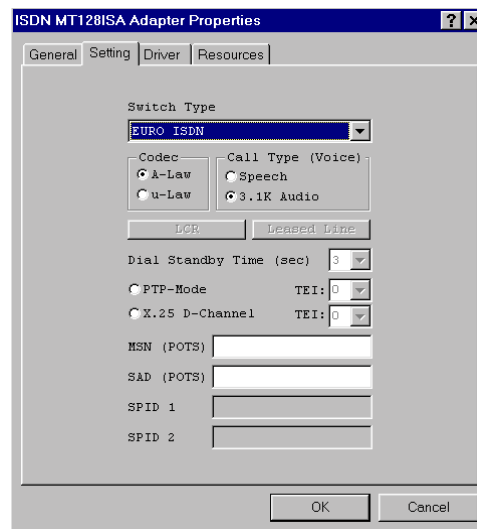 ISDN MT128ISA Adapter Properties ? ×
General Setting Driver Resources
Switch Type
EURO ISDN
Codec Call Type (Voice)
A-Law Speech
u-Law 3.1K Audio
LCR Leased Line
Dial Standby Time (sec) 3
PTP-Mode TEI: 0
X.25 D-Channel TEI: 0
MSN (POTS)
SAD (POTS)
SPID 1
SPID 2
OK Cancel